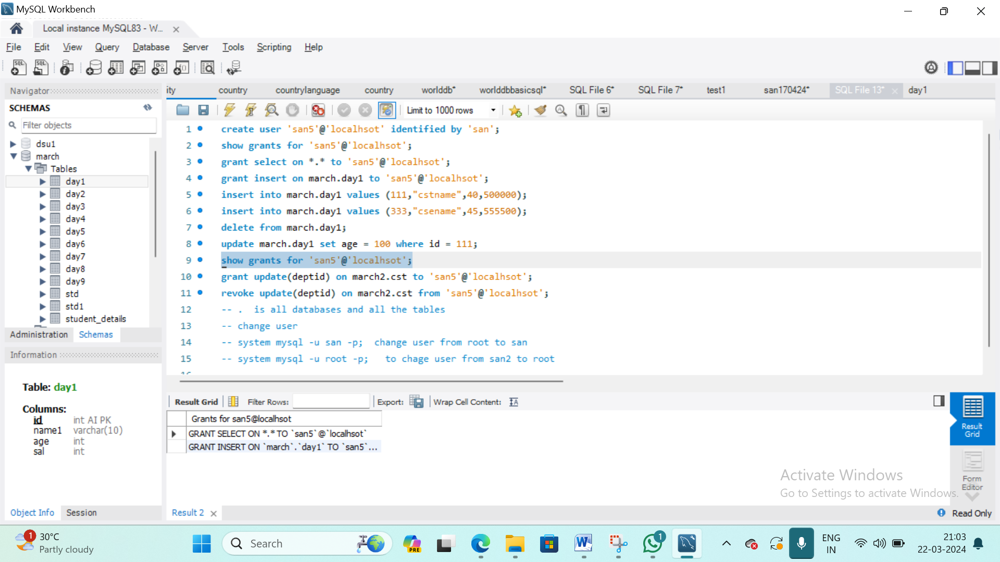 MySQL Workbench
Local instance MySQL83 - W...
File Edit View Query Database Server Tools Scripting Help
Navigator
ity country countrylanguage country worlddb* worlddbbasicsql* SQL File 6* SQL File 7* test1 san170424* SQL File 13* day1
SCHEMAS
Limit to 1000 rows
Filter objects
dsu1
march
Tables
day1
day2
day3
day4
day5
day6
day7
day8
day9
std
std1
student_details
Administration Schemas
1 create user 'san5'@'localhsot' identified by 'san';
2 show grants for 'san5'@'localhsot';
3 grant select on *.* to 'san5'@'localhsot';
4 grant insert on march.day1 to 'san5'@'localhsot';
5 insert into march.day1 values (111,"cstname",40,500000);
6 insert into march.day1 values (333,"csename",45,555500);
7 delete from march.day1;
8 update march.day1 set age = 100 where id = 111;
9 show grants for 'san5'@'localhsot';
10 grant update(deptid) on march2.cst to 'san5'@'localhsot';
11 revoke update(deptid) on march2.cst from 'san5'@'localhsot';
12 -- . is all databases and all the tables
13 -- change user
14 -- system mysql -u san -p; change user from root to san
15 -- system mysql -u root -p; to chage user from san2 to root
16
Information
Table: day1
Columns:
id int AI PK
name1 varchar(10)
age int
sal int
Object Info Session
Result Grid Filter Rows: Export: Wrap Cell Content:
Grants for san5@localhsot
GRANT SELECT ON *.* TO `san5`@`localhsot`
GRANT INSERT ON `march`.`day1` TO `san5`...
Result Grid
Form Editor
Activate Windows
Go to Settings to activate Windows.
Result 2
Read Only
1
30°C
Partly cloudy
Search
PRE
1
ENG
IN
21:03
22-03-2024